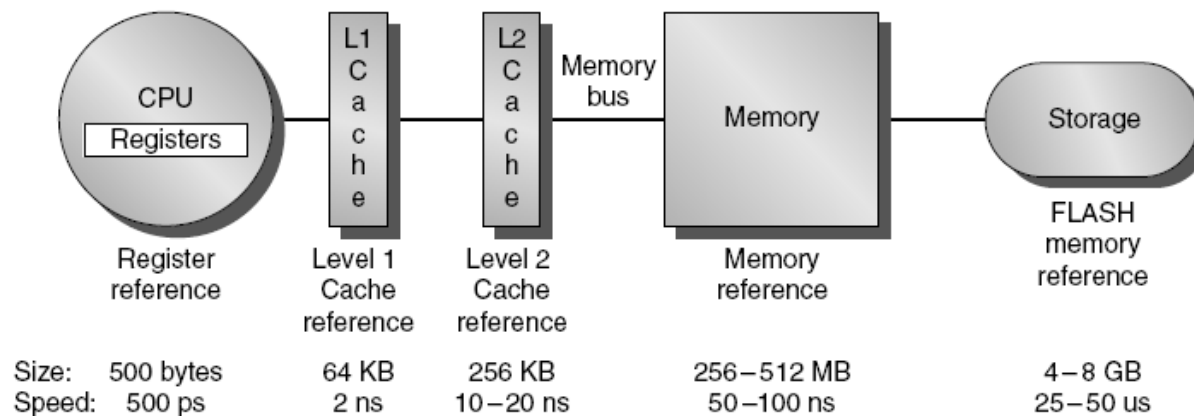 CPU
Registers
L1
C
a
c
h
e
L2
C
a
c
h
e
Memory
bus
Memory
Storage
Register
reference
Level 1
Cache
reference
Level 2
Cache
reference
Memory
reference
FLASH
memory
reference
Size: 500 bytes 64 KB 256 KB 256–512 MB 4–8 GB
Speed: 500 ps 2 ns 10–20 ns 50–100 ns 25–50 us